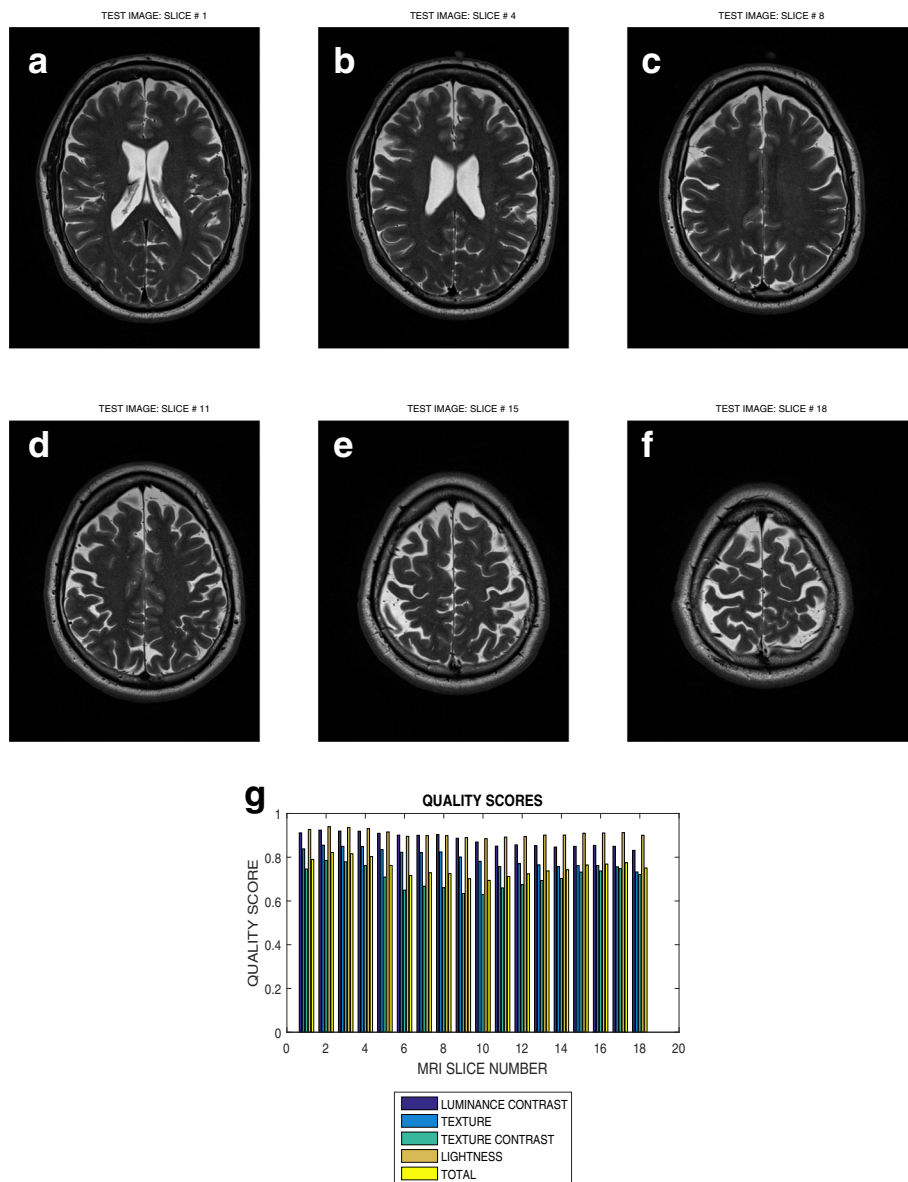 TEST IMAGE: SLICE # 1
TEST IMAGE: SLICE # 4
TEST IMAGE: SLICE # 8
a
b
c
TEST IMAGE: SLICE # 11
TEST IMAGE: SLICE # 15
TEST IMAGE: SLICE # 18
d
e
f
g
QUALITY SCORES
QUALITY SCORE
1
0.8
0.6
0.4
0.2
0
0 2 4 6 8 10 12 14 16 18 20
MRI SLICE NUMBER
LUMINANCE CONTRAST
TEXTURE
TEXTURE CONTRAST
LIGHTNESS
TOTAL